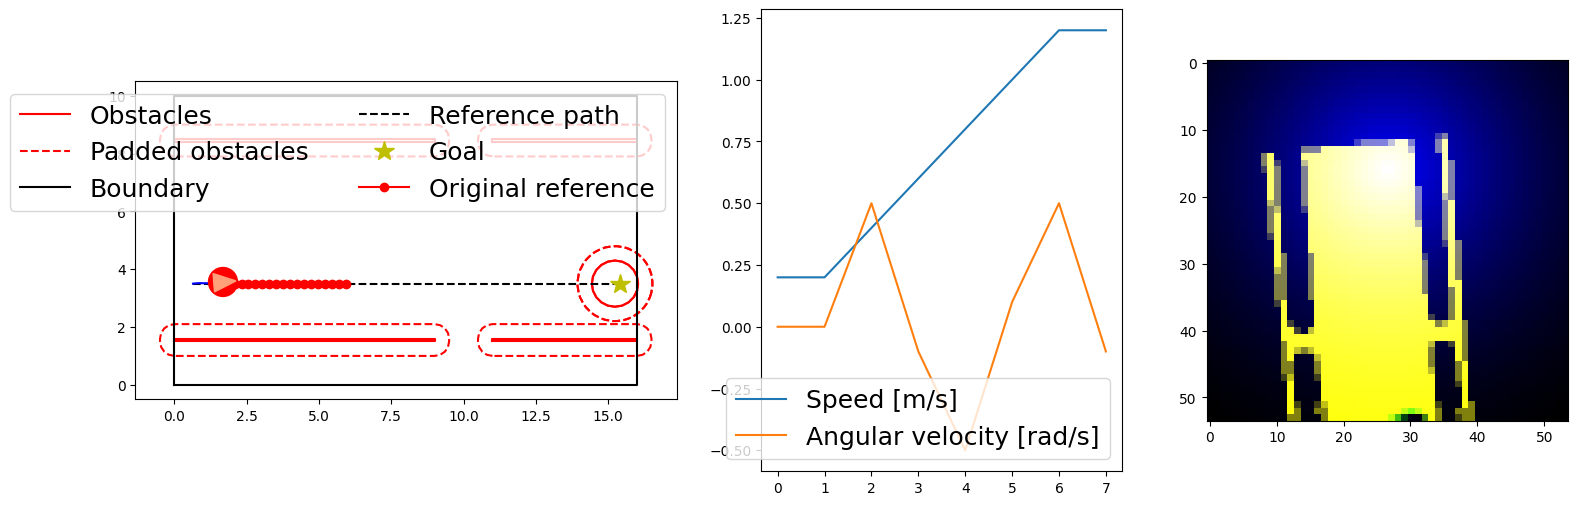 Obstacles
Padded obstacles
Boundary
Reference path
Goal
Original reference
10
6
4
2
0
0.0 2.5 5.0 7.5 10.0 12.5 15.0
1.25
1.00
0.75
0.50
0.25
0.00
−0.25
−0.50
Speed [m/s]
Angular velocity [rad/s]
0 1 2 3 4 5 6 7
0
10
20
30
40
50
0 10 20 30 40 50